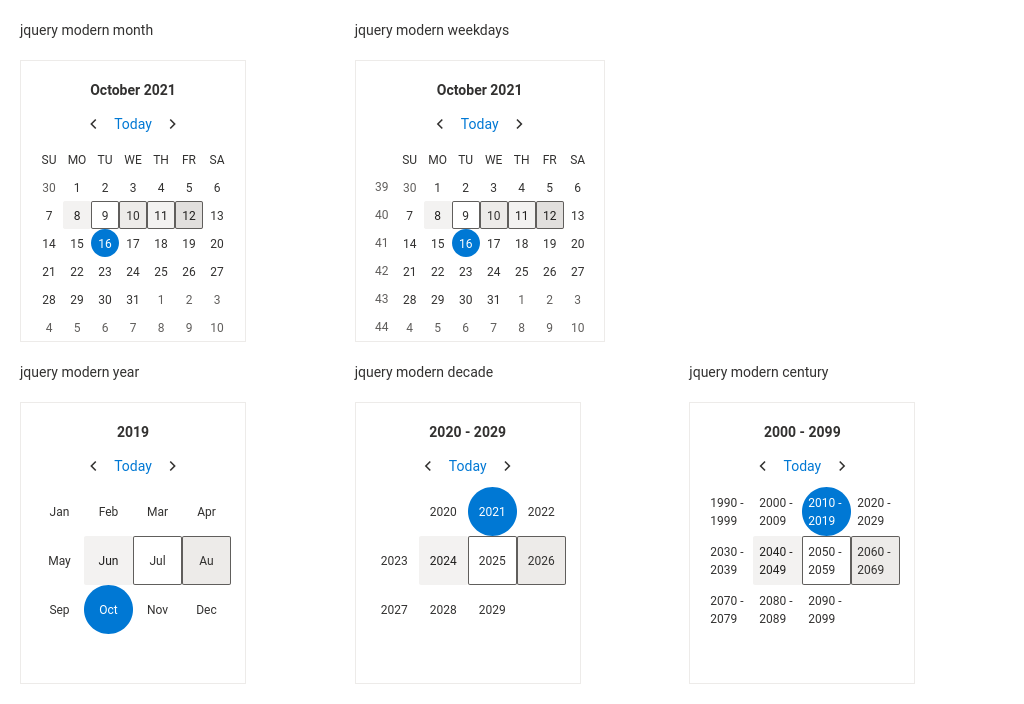 jquery modern month
October 2021
Today
SU MO TU WE TH FR SA
30 1 2 3 4 5 6
7 8 9 10 11 12 13
14 15 16 17 18 19 20
21 22 23 24 25 26 27
28 29 30 31 1 2 3
4 5 6 7 8 9 10
jquery modern weekdays
October 2021
Today
SU MO TU WE TH FR SA
39 30 1 2 3 4 5 6
40 7 8 9 10 11 12 13
41 14 15 16 17 18 19 20
42 21 22 23 24 25 26 27
43 28 29 30 31 1 2 3
44 4 5 6 7 8 9 10
jquery modern year
2019
Today
Jan Feb Mar Apr
May Jun Jul Au
Sep Oct Nov Dec
jquery modern decade
2020 - 2029
Today
2020 2021 2022
2023 2024 2025 2026
2027 2028 2029
jquery modern century
2000 - 2099
Today
1990 - 2000 - 2010 - 2020 -
1999 2009 2019 2029
2030 - 2040 - 2050 - 2060 -
2039 2049 2059 2069
2070 - 2080 - 2090 -
2079 2089 2099